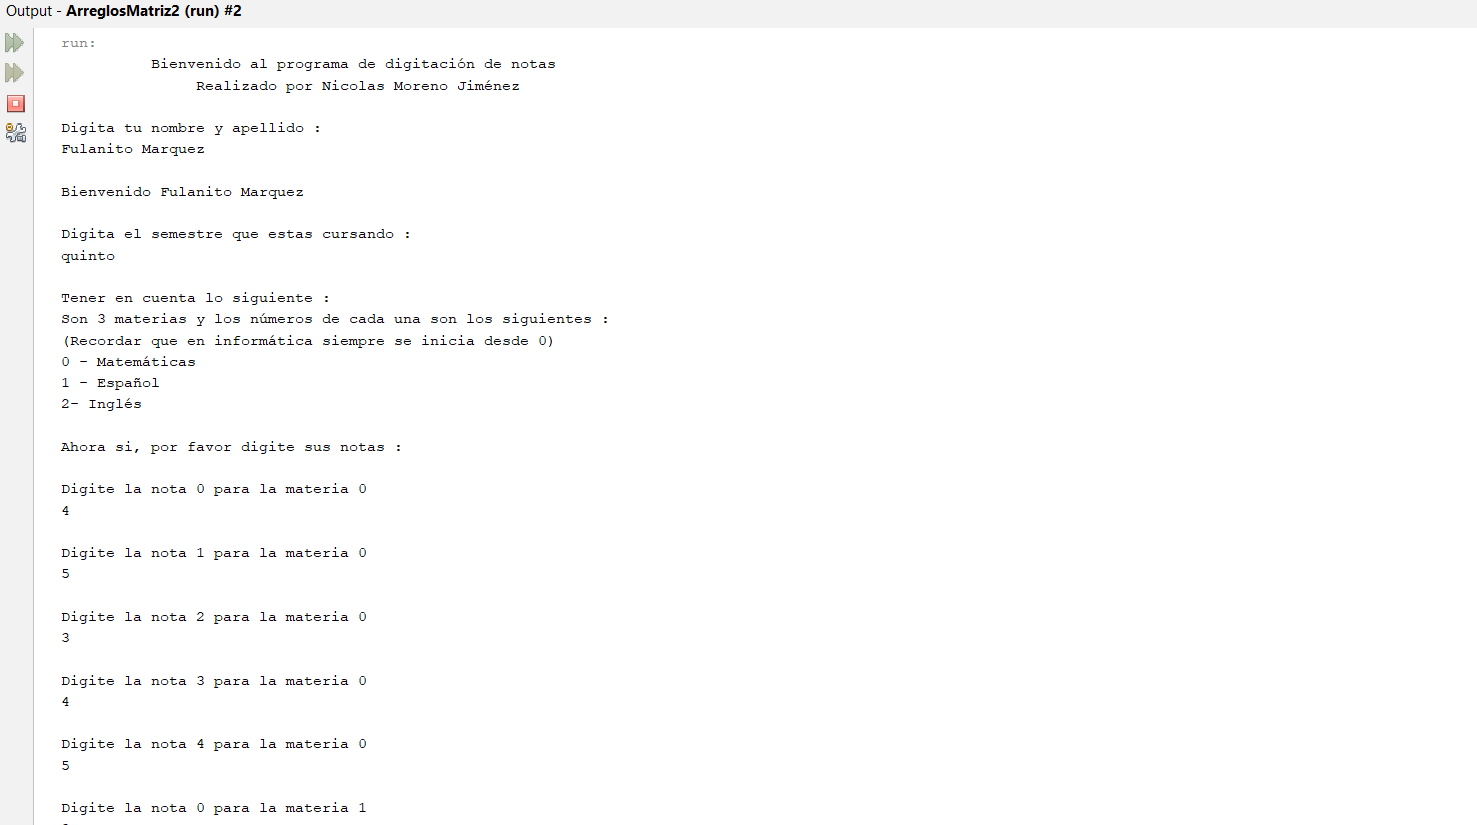 Output - ArreglosMatriz2 (run) #2
run:
Bienvenido al programa de digitación de notas
Realizado por Nicolas Moreno Jiménez
Digita tu nombre y apellido :
Fulanito Marquez
Bienvenido Fulanito Marquez
Digita el semestre que estas cursando :
quinto
Tener en cuenta lo siguiente :
Son 3 materias y los números de cada una son los siguientes :
(Recordar que en informática siempre se inicia desde 0)
0 - Matemáticas
1 - Español
2- Inglés
Ahora si, por favor digite sus notas :
Digite la nota 0 para la materia 0
4
Digite la nota 1 para la materia 0
5
Digite la nota 2 para la materia 0
3
Digite la nota 3 para la materia 0
4
Digite la nota 4 para la materia 0
5
Digite la nota 0 para la materia 1